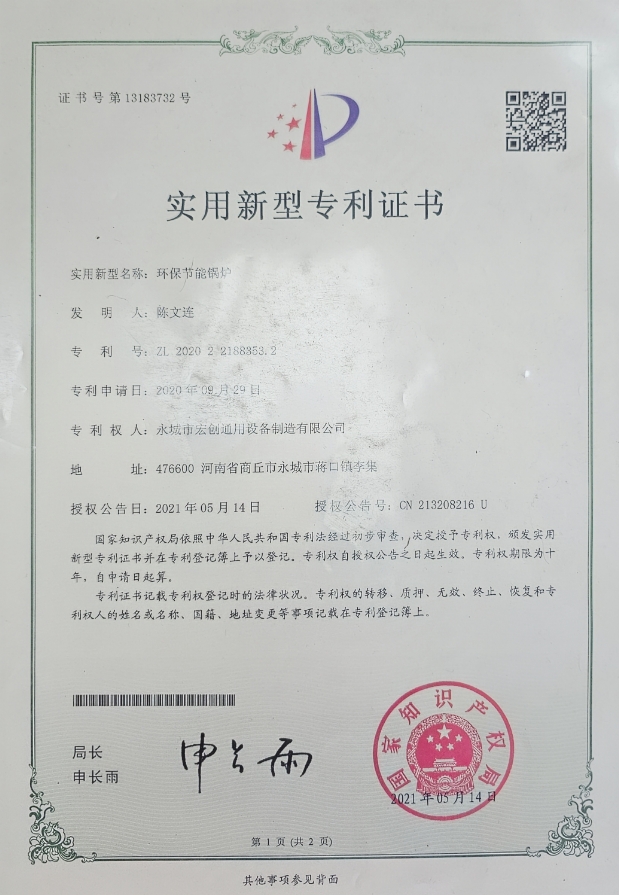 证书号第13183732号
实用新型专利证书
实用新型名称：环保节能锅炉
发 明 人：陈文连
专 利 号：ZL 2020 2 2188353.2
专利申请日：2020年09月29日
专 利 权 人：永城市宏创通用设备制造有限公司
地 址：476600 河南省商丘市永城市蒋口镇李集
授权公告日：2021年05月14日 授权公告号：CN 213208216 U
国家知识产权局依照中华人民共和国专利法经过初步审查，决定授予专利权，颁发实用
新型专利证书并在专利登记簿上予以登记。专利权自授权公告之日起生效。专利权期限为十
年，自申请日起算。
专利证书记载专利权登记时的法律状况。专利权的转移、质押、无效、终止、恢复和专
利权人的姓名或名称、国籍、地址变更等事项记载在专利登记簿上。
局长
申长雨
申长雨
国家知识产权局
2021年05月14日
第 1 页 (共 2 页)
其他事项参见背面